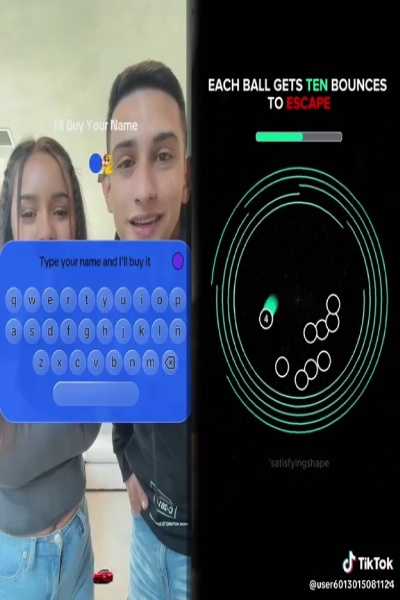 I'll Buy Your Name
Type your name and I'll buy it
q w e r t y u i o p
a s d f g h j k l ñ
z x c v b n m
EACH BALL GETS TEN BOUNCES
TO ESCAPE
4
'satisfyingshape
TikTok
@user6013015081124